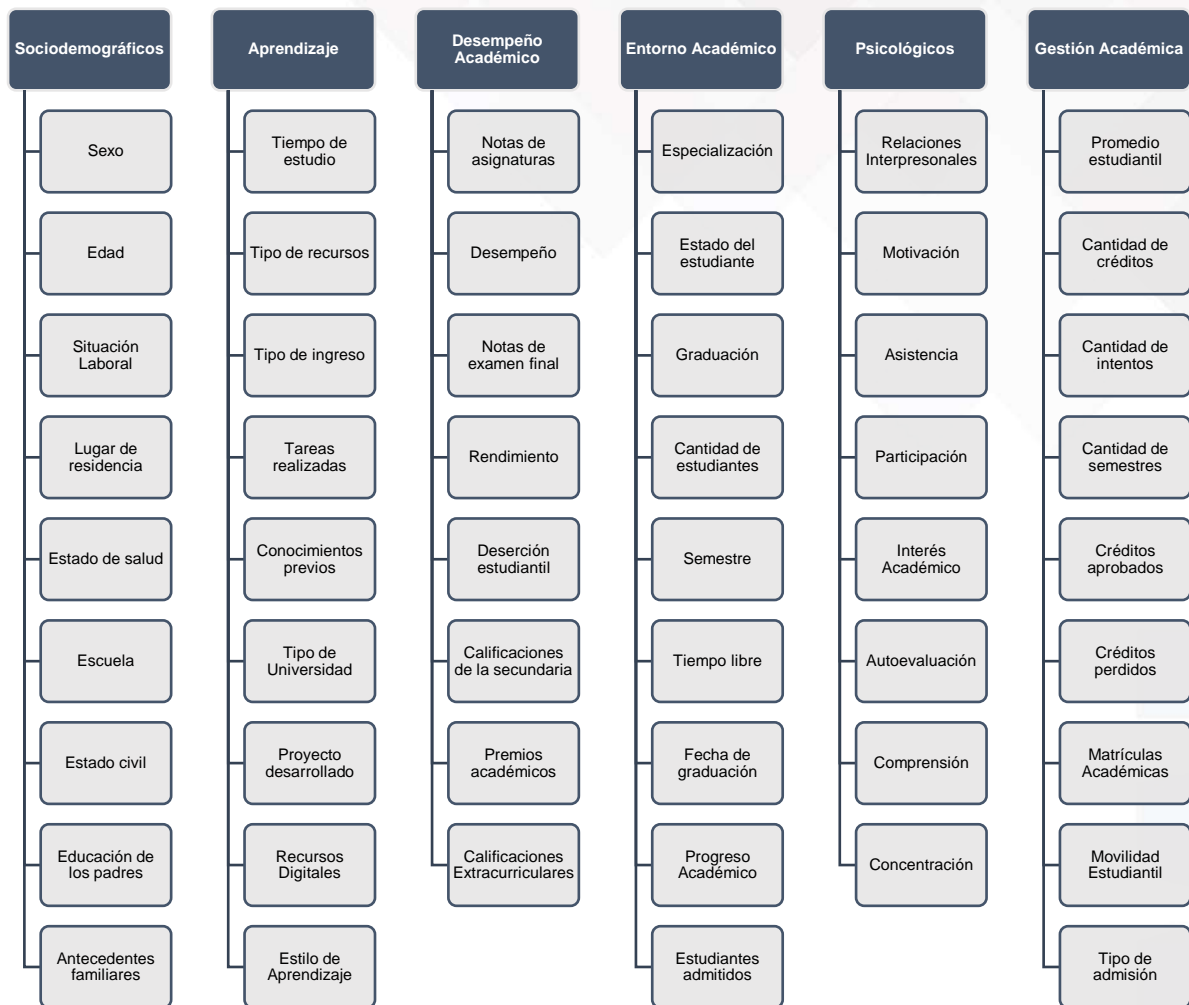 Sociodemográficos
Sexo
Edad
Situación
Laboral
Lugar de
residencia
Estado de salud
Escuela
Estado civil
Educación de
los padres
Antecedentes
familiares
Aprendizaje
Tiempo de
estudio
Tipo de recursos
Tipo de ingreso
Tareas
realizadas
Conocimientos
previos
Tipo de
Universidad
Proyecto
desarrollado
Recursos
Digitales
Estilo de
Aprendizaje
Desempeño
Académico
Notas de
asignaturas
Desempeño
Notas de
examen final
Rendimiento
Deserción
estudiantil
Calificaciones
de la secundaria
Premios
académicos
Calificaciones
Extracurriculares
Entorno Académico
Especialización
Estado del
estudiante
Graduación
Cantidad de
estudiantes
Semestre
Tiempo libre
Fecha de
graduación
Progreso
Académico
Estudiantes
admitidos
Psicológicos
Relaciones
Interpresonales
Motivación
Asistencia
Participación
Interés
Académico
Autoevaluación
Comprensión
Concentración
Gestión Académica
Promedio
estudiantil
Cantidad de
créditos
Cantidad de
intentos
Cantidad de
semestres
Créditos
aprobados
Créditos
perdidos
Matrículas
Académicas
Movilidad
Estudiantil
Tipo de
admisión